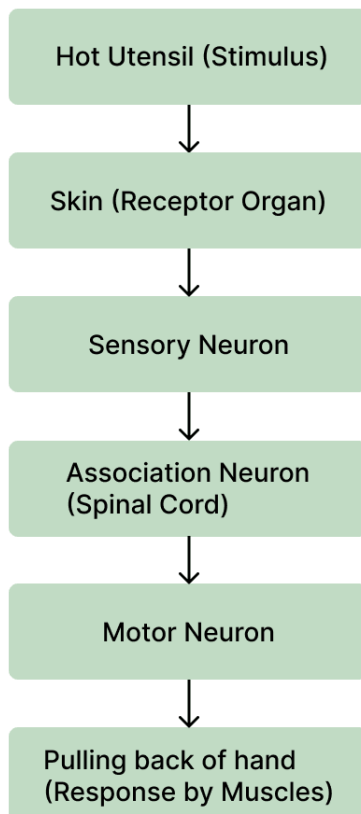 Hot Utensil (Stimulus)
Skin (Receptor Organ)
Sensory Neuron
Association Neuron
(Spinal Cord)
Motor Neuron
Pulling back of hand
(Response by Muscles)